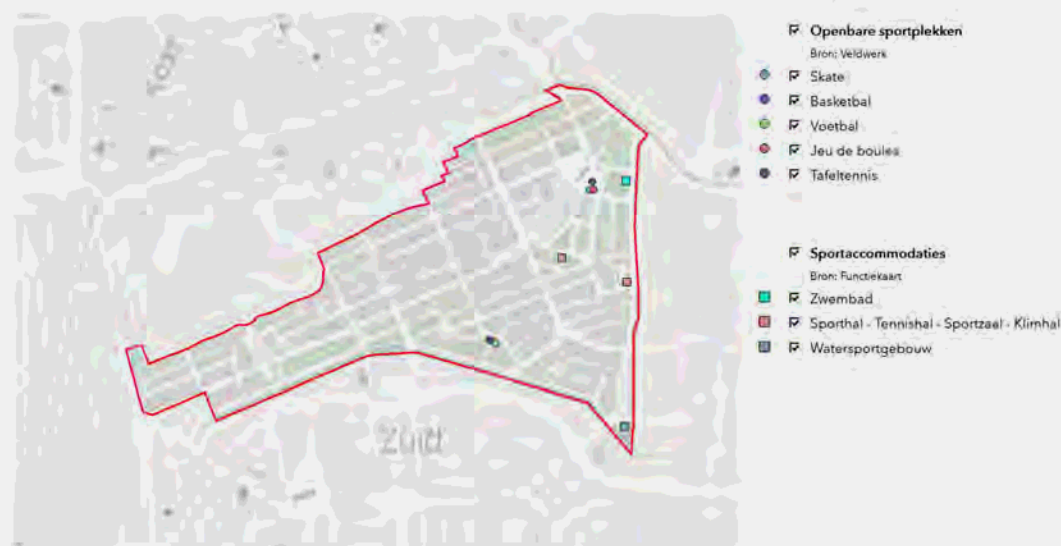 Openbare sportplekken
Bron: Veldwerk
Skate
Basketbal
Voetbal
Jeu de boules
Tafeltennis
Sportaccommodaties
Bron: Functiekaart
Zwembad
Sporthal - Tennishal - Sportzaal - Klimhal
Watersportgebouw
Zuid